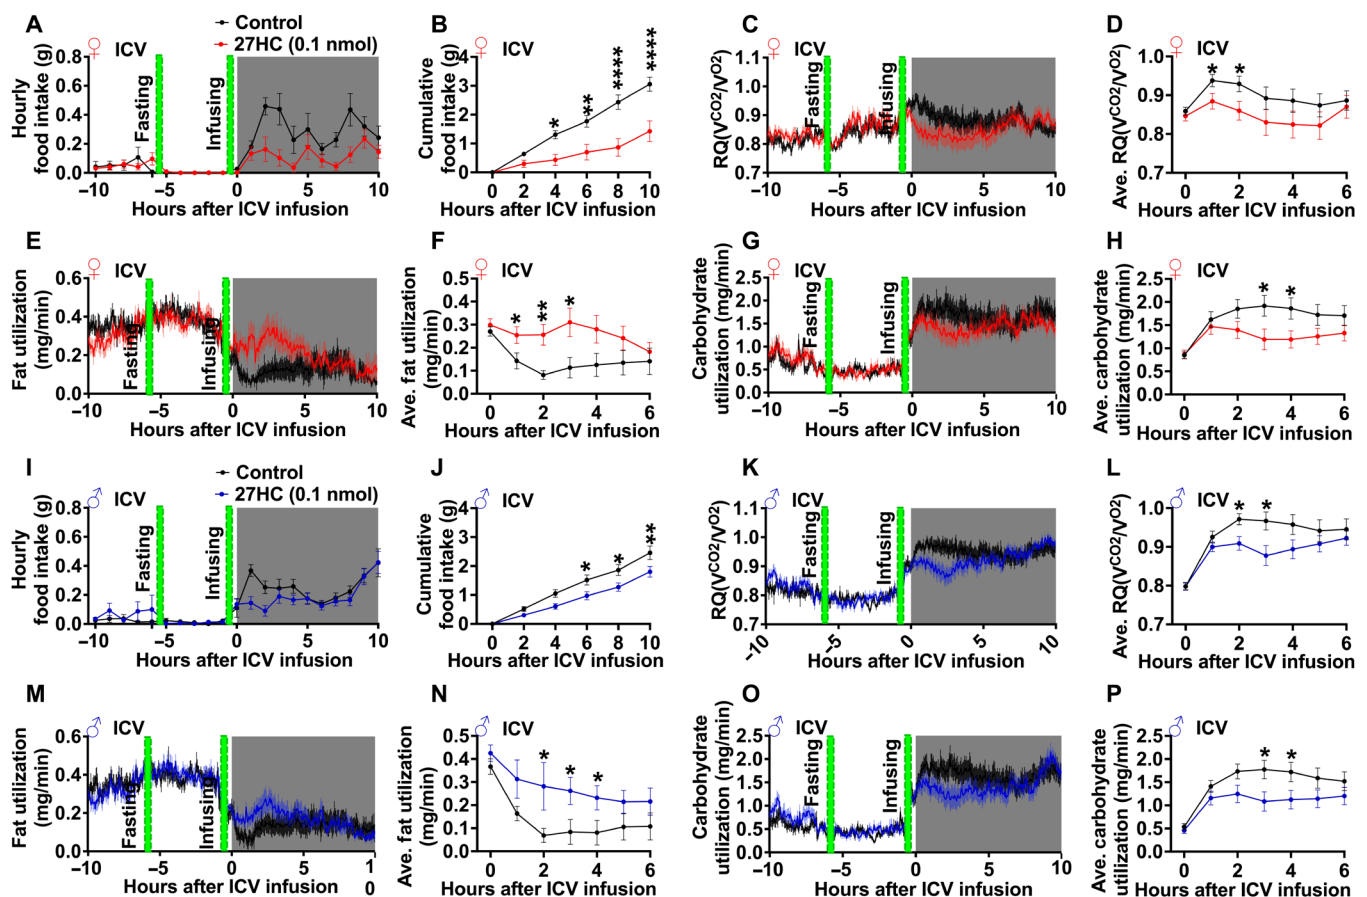 A
♀ ICV
Control
27HC (0.1 nmol)
Hourly
food intake (g)
0.8
0.6
0.4
0.2
0.0
Fasting
Infusing
−10 −5 0 5 10
Hours after ICV infusion
B
♀ ICV
Cumulative
food intake (g)
4
3
2
1
0
* ** **** ****
2 4 6 8 10
Hours after ICV infusion
C
♀ ICV
RQ(VCO2/VO2)
1.1
1.0
0.9
0.8
0.7
Fasting
Infusing
−10 −5 0 5 10
Hours after ICV infusion
D
♀ ICV
Ave. RQ(VCO2/VO2)
1.0
0.9
0.8
0.7
* *
0 2 4 6
Hours after ICV infusion
E
♀ ICV
Fat utilization
(mg/min)
0.6
0.4
0.2
0.0
Fasting
Infusing
−10 −5 0 5 10
Hours after ICV infusion
F
♀ ICV
Ave. fat utilization
(mg/min)
0.5
0.4
0.3
0.2
0.1
0.0
* ** *
0 2 4 6
Hours after ICV infusion
G
♀ ICV
Carbohydrate
utilization (mg/min)
2.5
2.0
1.5
1.0
0.5
0.0
Fasting
Infusing
−10 −5 0 5 10
Hours after ICV infusion
H
♀ ICV
Ave. carbohydrate
utilization (mg/min)
2.5
2.0
1.5
1.0
0.5
0.0
* *
0 2 4 6
Hours after ICV infusion
I
♂ ICV
Control
27HC (0.1 nmol)
Hourly
food intake (g)
0.8
0.6
0.4
0.2
0.0
Fasting
Infusing
−10 −5 0 5 10
Hours after ICV infusion
J
♂ ICV
Cumulative
food intake (g)
4
3
2
1
0
* * **
2 4 6 8 10
Hours after ICV infusion
K
♂ ICV
RQ(VCO2/VO2)
1.1
1.0
0.9
0.8
0.7
Fasting
Infusing
−10 −5 0 5 10
Hours after ICV infusion
L
♂ ICV
Ave. RQ(VCO2/VO2)
1.0
0.9
0.8
0.7
* *
0 2 4 6
Hours after ICV infusion
M
♂ ICV
Fat utilization
(mg/min)
0.6
0.4
0.2
0.0
Fasting
Infusing
−10 −5 0 5 1
0
Hours after ICV infusion
N
♂ ICV
Ave. fat utilization
(mg/min)
0.5
0.4
0.3
0.2
0.1
0.0
* * *
0 2 4 6
Hours after ICV infusion
O
♂ ICV
Carbohydrate
utilization (mg/min)
2.5
2.0
1.5
1.0
0.5
0.0
Fasting
Infusing
−10 −5 0 5 10
Hours after ICV infusion
P
♂ ICV
Ave. carbohydrate
utilization (mg/min)
2.5
2.0
1.5
1.0
0.5
0.0
* *
0 2 4 6
Hours after ICV infusion